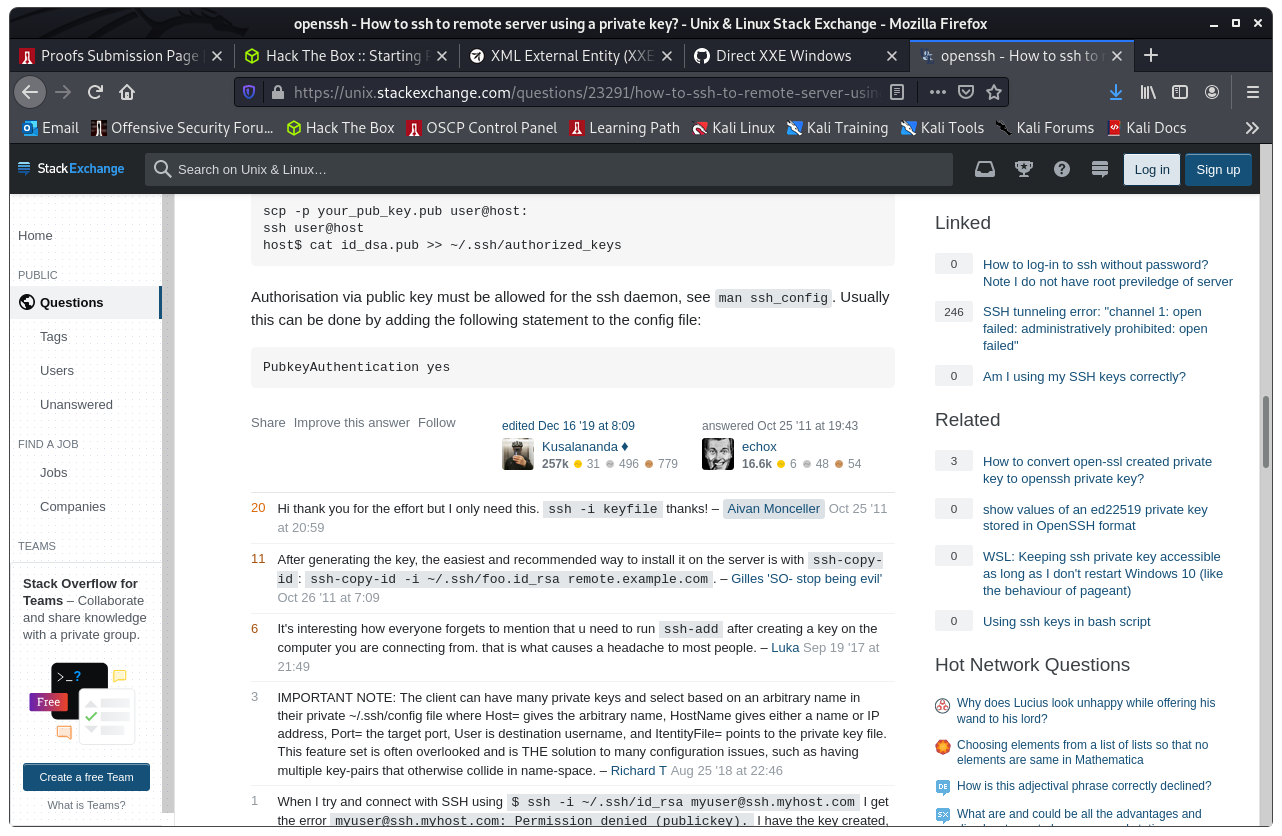 openssh - How to ssh to remote server using a private key? - Unix & Linux Stack Exchange - Mozilla Firefox
Proofs Submission Page
Hack The Box :: Starting P
XML External Entity (XXE
Direct XXE Windows
openssh - How to ssh to r
https://unix.stackexchange.com/questions/23291/how-to-ssh-to-remote-server-usin
Email
Offensive Security Foru…
Hack The Box
OSCP Control Panel
Learning Path
Kali Linux
Kali Training
Kali Tools
Kali Forums
Kali Docs
StackExchange
Search on Unix & Linux…
Log in
Sign up
Home
PUBLIC
Questions
Tags
Users
Unanswered
FIND A JOB
Jobs
Companies
TEAMS
Stack Overflow for
Teams – Collaborate
and share knowledge
with a private group.
>_?
Free
Create a free Team
What is Teams?
scp -p your_pub_key.pub user@host:
ssh user@host
host$ cat id_dsa.pub >> ~/.ssh/authorized_keys
Authorisation via public key must be allowed for the ssh daemon, see man ssh_config. Usually
this can be done by adding the following statement to the config file:
PubkeyAuthentication yes
Share Improve this answer Follow
edited Dec 16 '19 at 8:09
Kusalananda ♦
257k 31 496 779
answered Oct 25 '11 at 19:43
echox
16.6k 6 48 54
20 Hi thank you for the effort but I only need this. ssh -i keyfile thanks! – Aivan Monceller Oct 25 '11
at 20:59
11 After generating the key, the easiest and recommended way to install it on the server is with ssh-copy-
id : ssh-copy-id -i ~/.ssh/foo.id_rsa remote.example.com . – Gilles 'SO- stop being evil'
Oct 26 '11 at 7:09
6 It's interesting how everyone forgets to mention that u need to run ssh-add after creating a key on the
computer you are connecting from. that is what causes a headache to most people. – Luka Sep 19 '17 at
21:49
3 IMPORTANT NOTE: The client can have many private keys and select based on an arbitrary name in
their private ~/.ssh/config file where Host= gives the arbitrary name, HostName gives either a name or IP
address, Port= the target port, User is destination username, and ItentityFile= points to the private key file.
This feature set is often overlooked and is THE solution to many configuration issues, such as having
multiple key-pairs that otherwise collide in name-space. – Richard T Aug 25 '18 at 22:46
1 When I try and connect with SSH using $ ssh -i ~/.ssh/id_rsa myuser@ssh.myhost.com I get
the error myuser@ssh.myhost.com: Permission denied (publickey). I have the key created,
Linked
0 How to log-in to ssh without password?
Note I do not have root previledge of server
246 SSH tunneling error: "channel 1: open
failed: administratively prohibited: open
failed"
0 Am I using my SSH keys correctly?
Related
3 How to convert open-ssl created private
key to openssh private key?
0 show values of an ed22519 private key
stored in OpenSSH format
0 WSL: Keeping ssh private key accessible
as long as I don't restart Windows 10 (like
the behaviour of pageant)
0 Using ssh keys in bash script
Hot Network Questions
Why does Lucius look unhappy while offering his
wand to his lord?
Choosing elements from a list of lists so that no
elements are same in Mathematica
How is this adjectival phrase correctly declined?
What are and could be all the advantages and